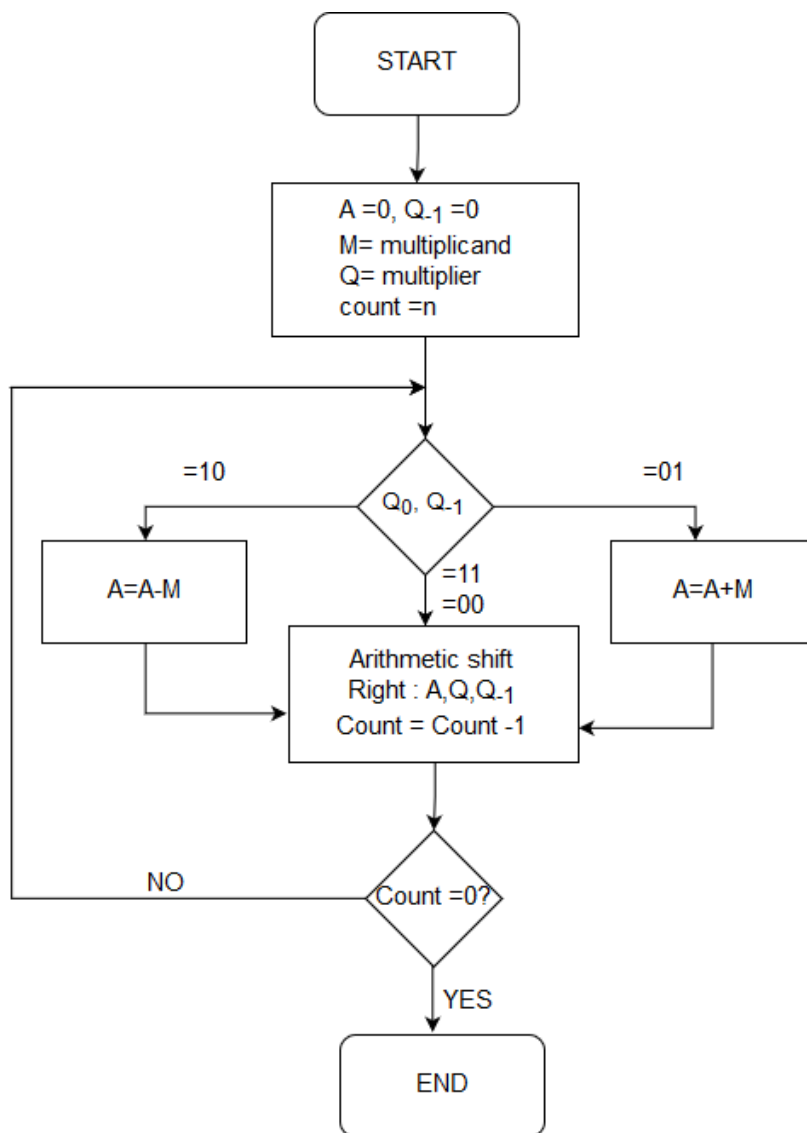 START
A =0, Q-1 =0
M= multiplicand
Q= multiplier
count =n
=10
=01
Q0, Q-1
A=A-M
=11
=00
A=A+M
Arithmetic shift
Right : A,Q,Q-1
Count = Count -1
NO
Count =0?
YES
END